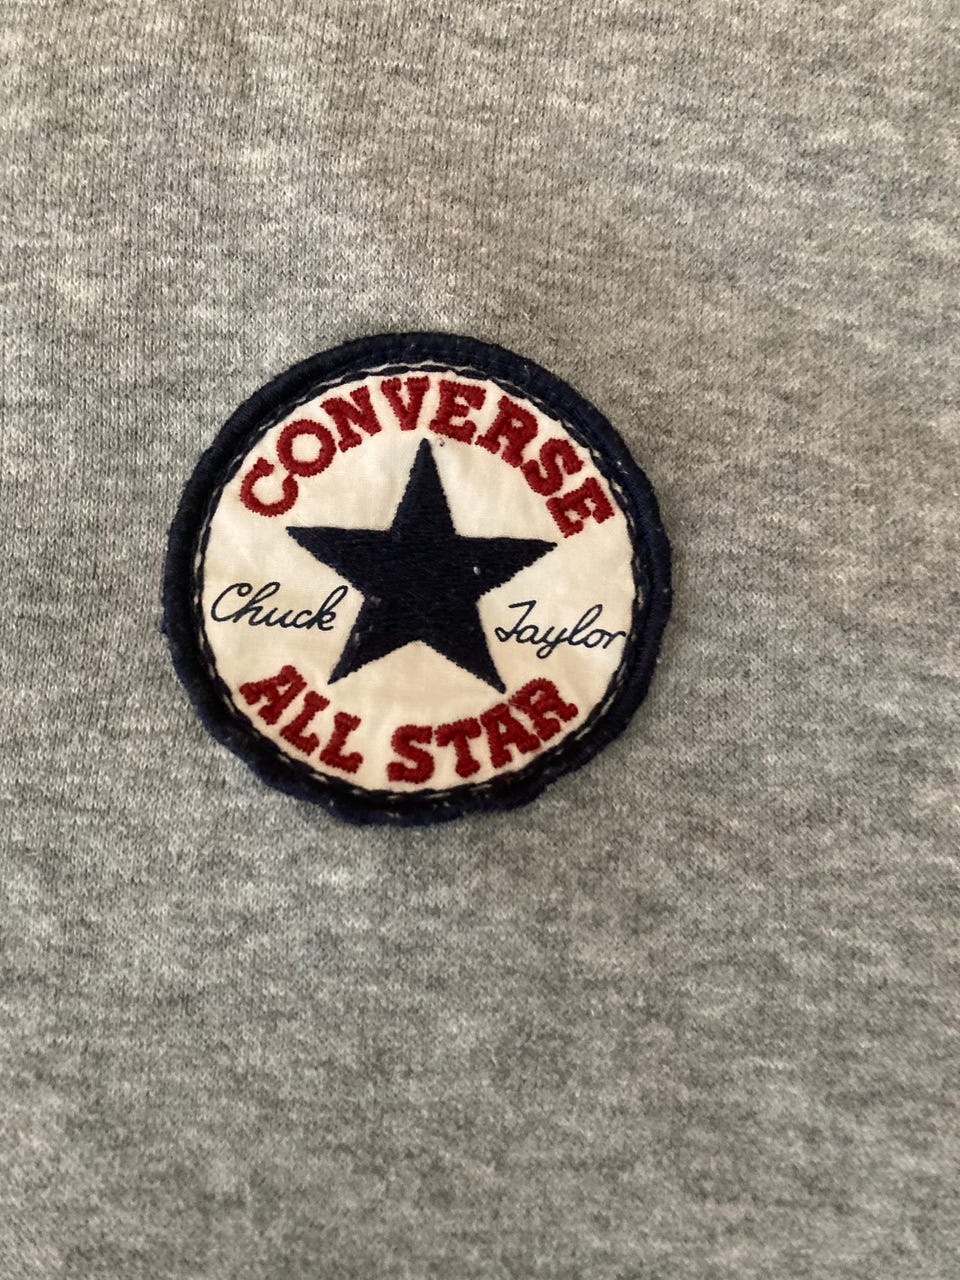 CONVERSE
Chuck Taylor
ALL STAR